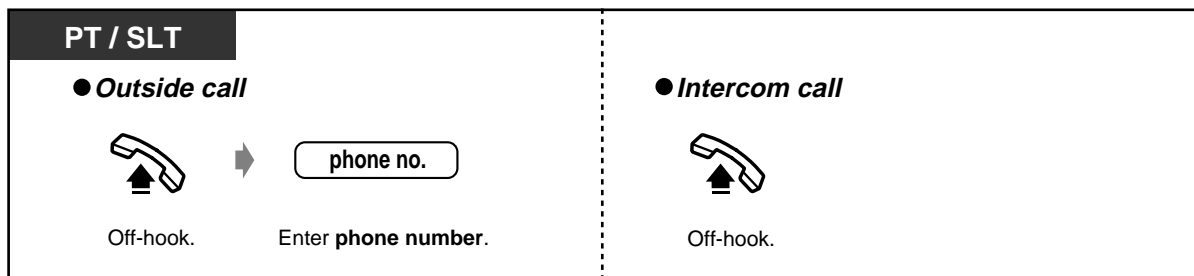 PT / SLT
● Outside call
phone no.
Off-hook.
Enter phone number.
● Intercom call
Off-hook.